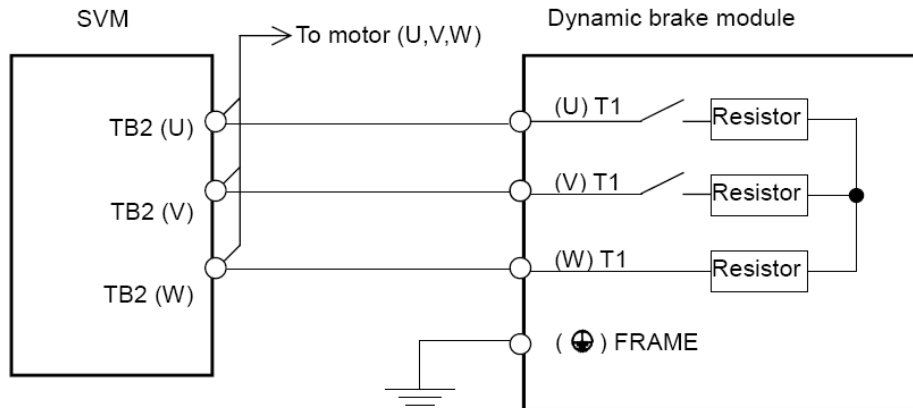 SVM
Dynamic brake module
To motor (U,V,W)
TB2 (U)
(U) T1
Resistor
TB2 (V)
(V) T1
Resistor
TB2 (W)
(W) T1
Resistor
(⏚) FRAME